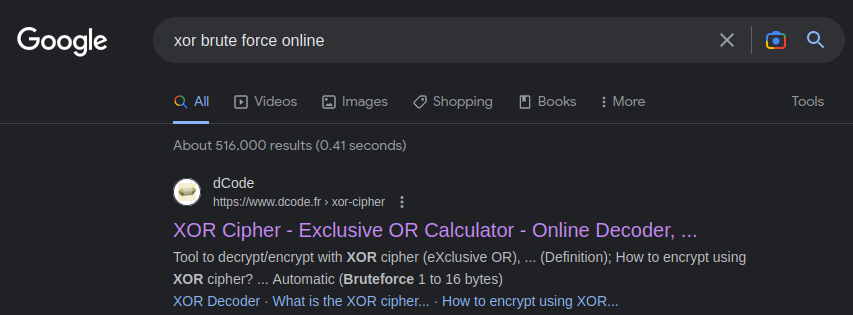 Google
xor brute force online
All Videos Images Shopping Books More Tools
About 516,000 results (0.41 seconds)
dCode
https://www.dcode.fr › xor-cipher
XOR Cipher - Exclusive OR Calculator - Online Decoder, ...
Tool to decrypt/encrypt with XOR cipher (eXclusive OR), ... (Definition); How to encrypt using
XOR cipher? ... Automatic (Bruteforce 1 to 16 bytes)
XOR Decoder · What is the XOR cipher... · How to encrypt using XOR...